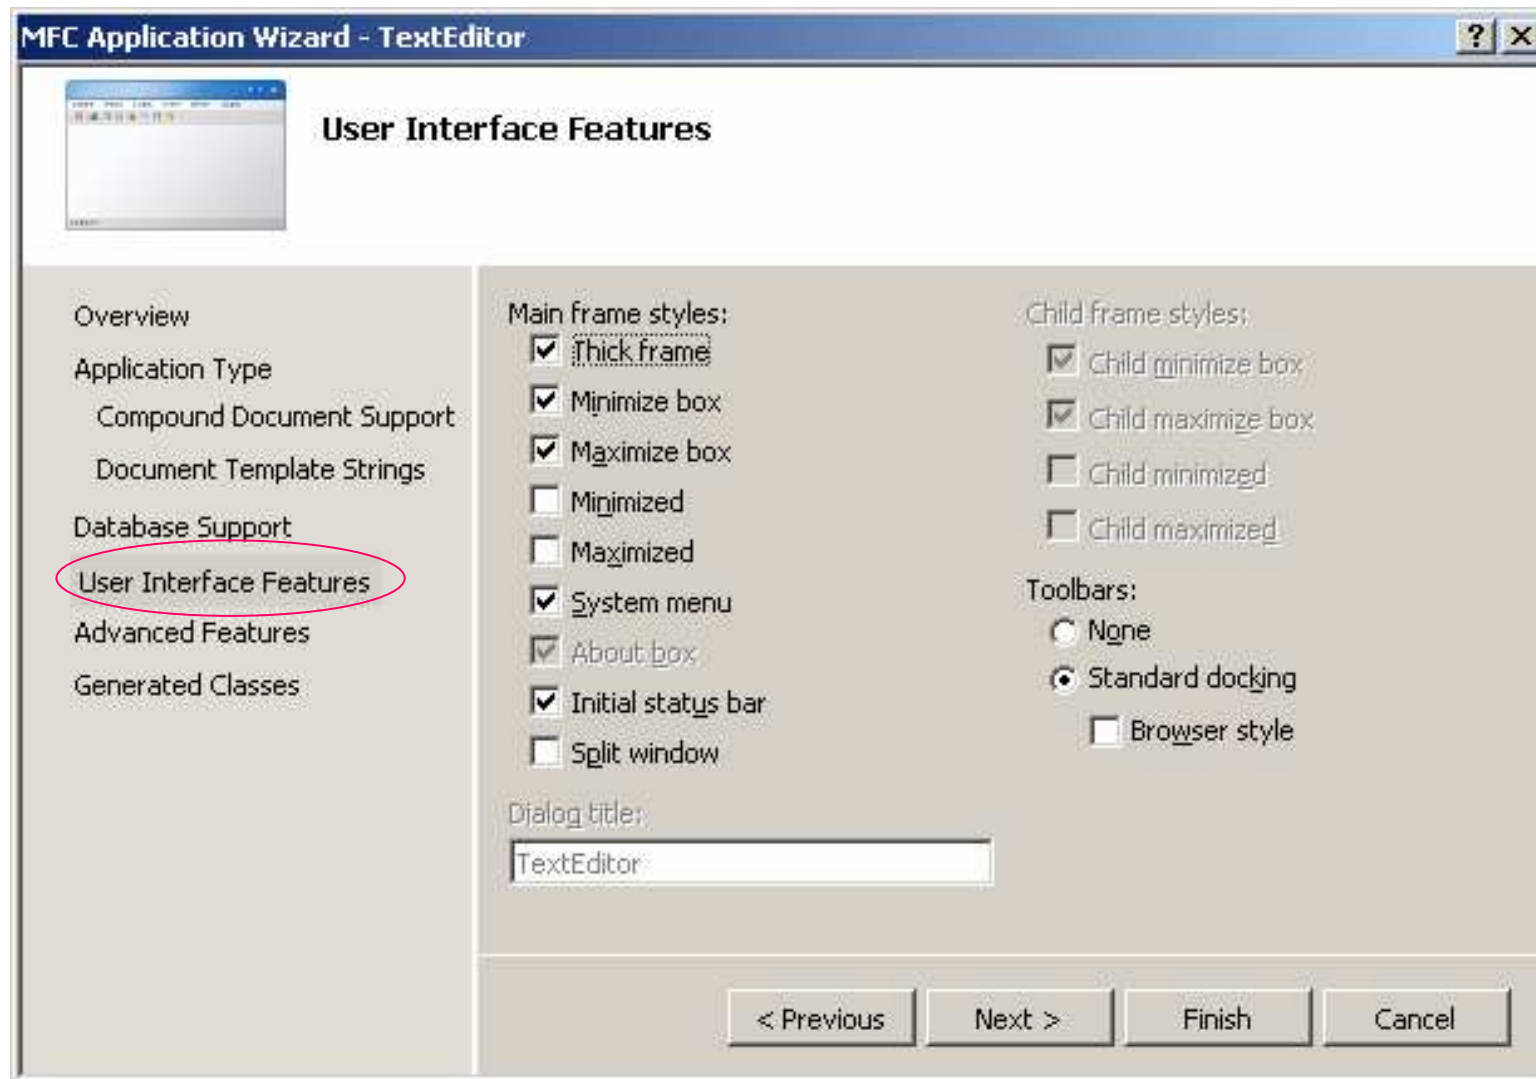 MFC Application Wizard - TextEditor
User Interface Features
Overview
Application Type
Compound Document Support
Document Template Strings
Database Support
User Interface Features
Advanced Features
Generated Classes
Main frame styles:
Thick frame
Minimize box
Maximize box
Minimized
Maximized
System menu
About box
Initial status bar
Split window
Dialog title:
TextEditor
Child frame styles:
Child minimize box
Child maximize box
Child minimized
Child maximized
Toolbars:
None
Standard docking
Browser style
< Previous
Next >
Finish
Cancel